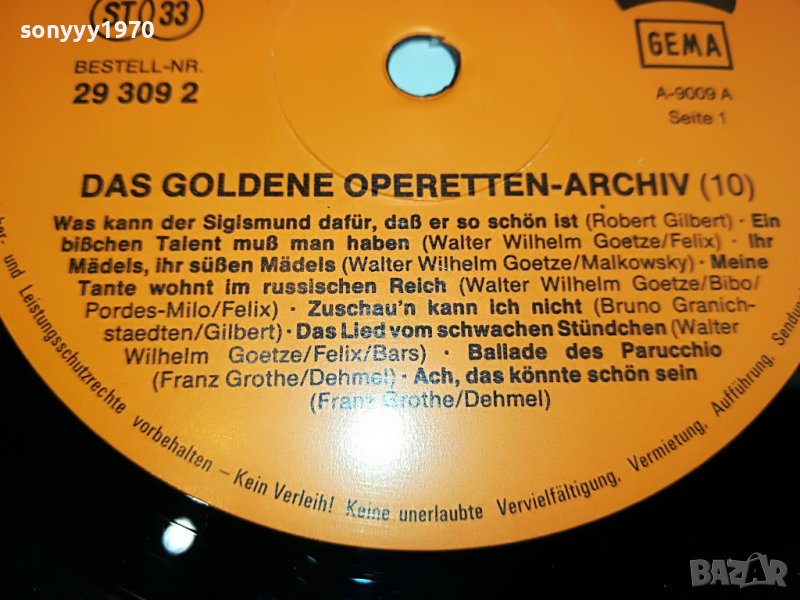 sonyyy1970
ST 33
BESTELL-NR.
29 309 2
GEMA
A-9009 A
Seite 1
DAS GOLDENE OPERETTEN-ARCHIV (10)
Was kann der Sigismund dafür, daß er so schön ist (Robert Gilbert) · Ein
bißchen Talent muß man haben (Walter Wilhelm Goetze/Felix) · Ihr
Mädels, ihr süßen Mädels (Walter Wilhelm Goetze/Malkowsky) · Meine
Tante wohnt im russischen Reich (Walter Wilhelm Goetze/Bibo/
Pordes-Milo/Felix) · Zuschau'n kann ich nicht (Bruno Granich-
staedten/Gilbert) · Das Lied vom schwachen Stündchen (Walter
Wilhelm Goetze/Felix/Bars) · Ballade des Parucchio
(Franz Grothe/Dehmel) · Ach, das könnte schön sein
(Franz Grothe/Dehmel)
und Leistungsschutzrechte vorbehalten – Kein Verleih! Keine unerlaubte Vervielfältigung, Vermietung, Aufführung, Sendung
BAZAR